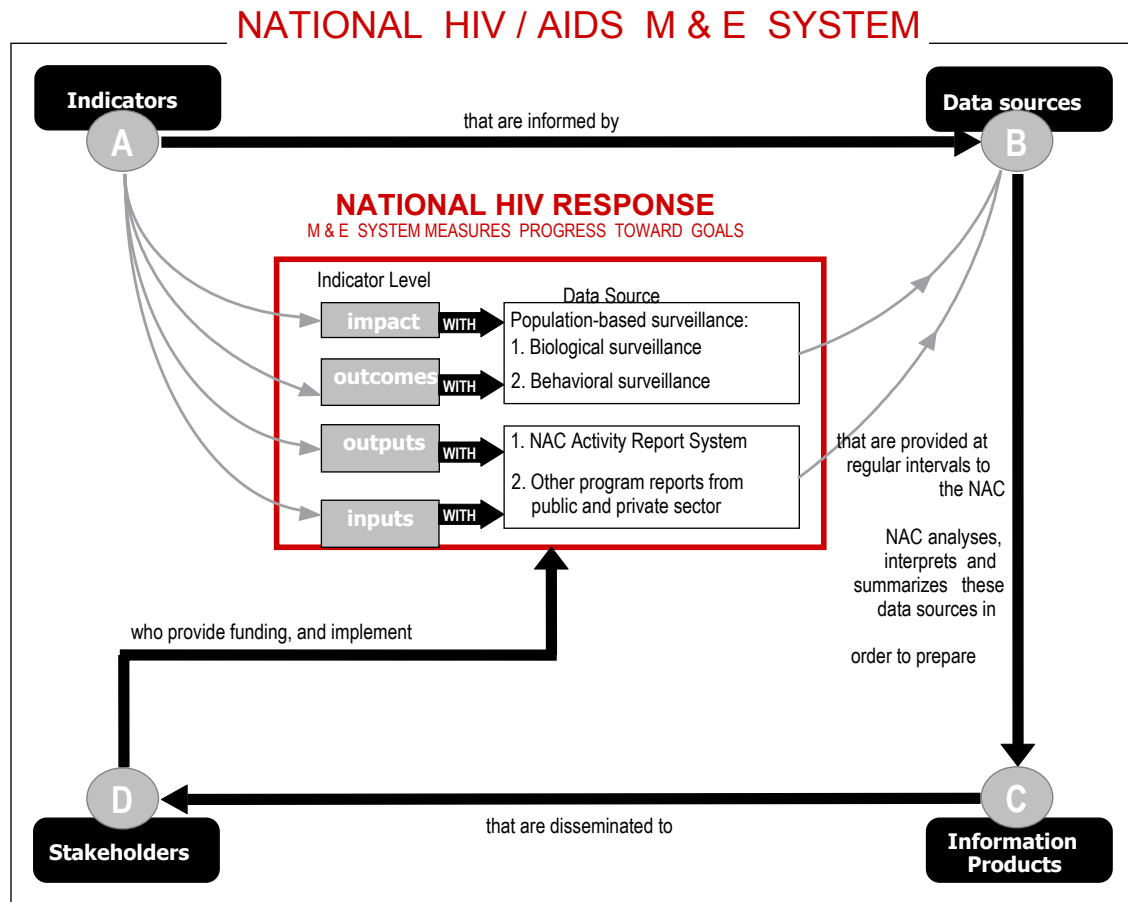 NATIONAL HIV / AIDS M & E SYSTEM
Indicators
A
that are informed by
Data sources
B
NATIONAL HIV RESPONSE
M & E SYSTEM MEASURES PROGRESS TOWARD GOALS
Indicator Level
Data Source
impact
WITH
outcomes
WITH
Population-based surveillance:
1. Biological surveillance
2. Behavioral surveillance
outputs
WITH
inputs
WITH
1. NAC Activity Report System
2. Other program reports from
public and private sector
that are provided at
regular intervals to
the NAC
NAC analyses,
interprets and
summarizes these
data sources in
order to prepare
who provide funding, and implement
D
Stakeholders
that are disseminated to
C
Information
Products